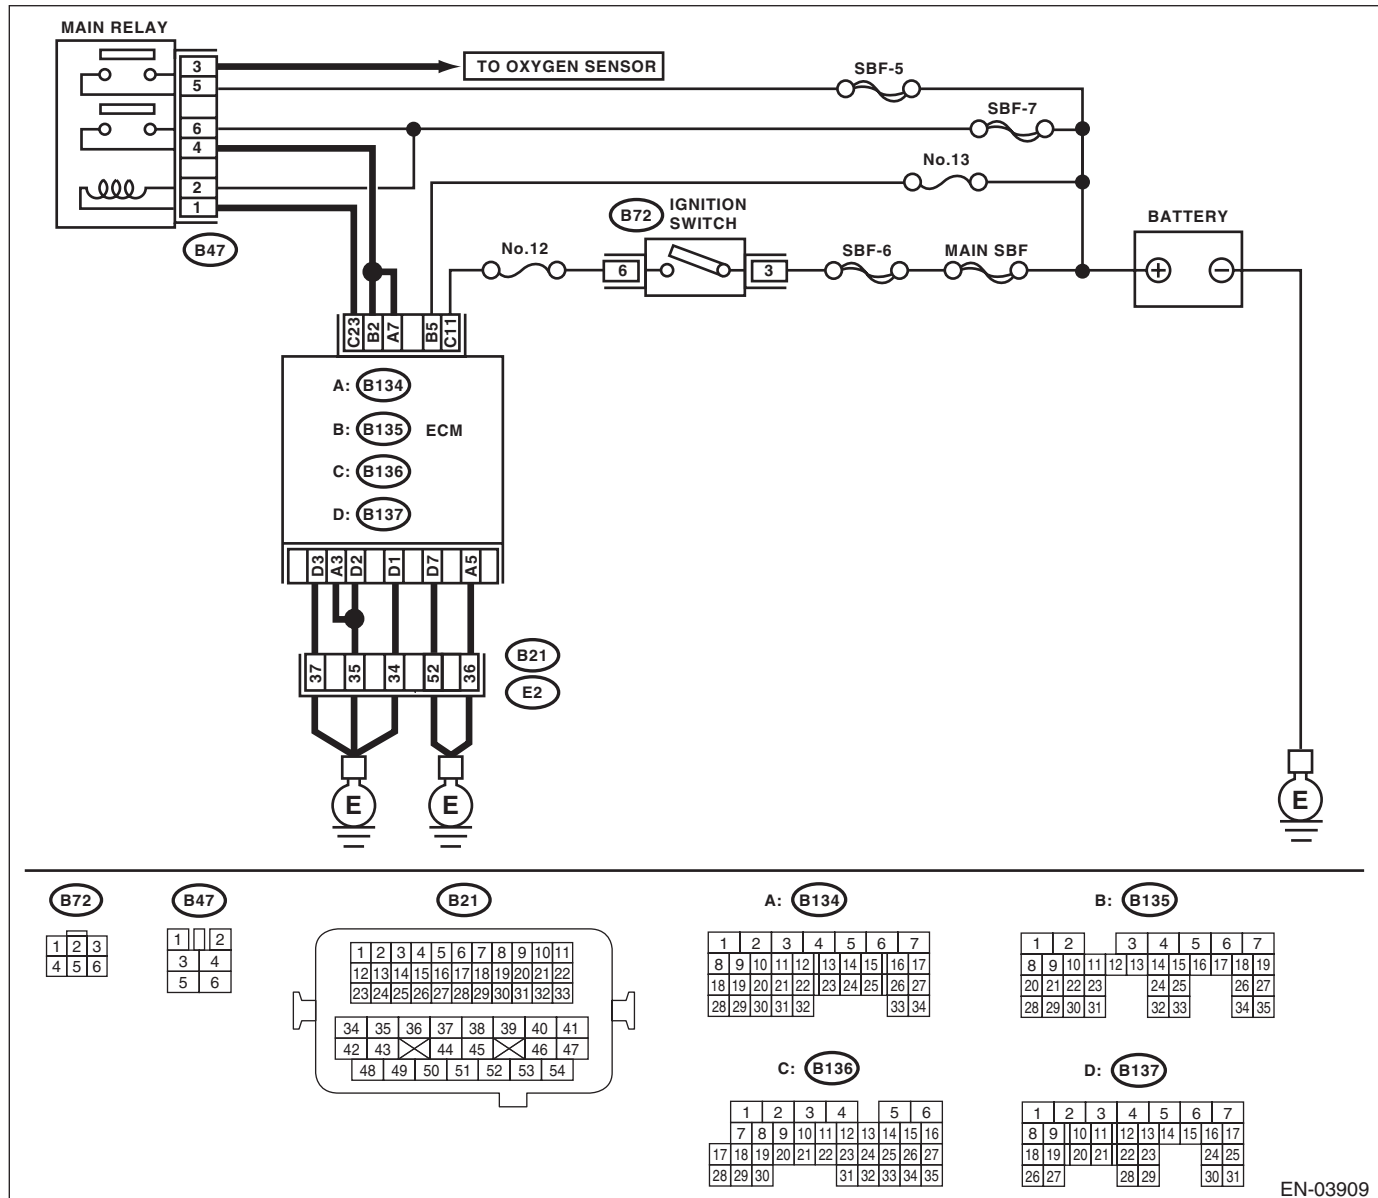 MAIN RELAY
3
TO OXYGEN SENSOR
5
SBF-5
6
SBF-7
4
No.13
2
1
B47
B72
IGNITION
SWITCH
BATTERY
No.12
6
3
SBF-6
MAIN SBF
+
−
C23 B2 A7 B5 C11
A: B134
B: B135 ECM
C: B136
D: B137
D3 A3 D2 D1 D7 A5
37 35 34 52 36
B21
E2
E E E
B72
1 2 3
4 5 6
B47
1 2
3 4
5 6
B21
1 2 3 4 5 6 7 8 9 10 11
12 13 14 15 16 17 18 19 20 21 22
23 24 25 26 27 28 29 30 31 32 33
34 35 36 37 38 39 40 41
42 43 44 45 46 47
48 49 50 51 52 53 54
A: B134
1 2 3 4 5 6 7
8 9 10 11 12 13 14 15 16 17
18 19 20 21 22 23 24 25 26 27
28 29 30 31 32 33 34
B: B135
1 2 3 4 5 6 7
8 9 10 11 12 13 14 15 16 17 18 19
20 21 22 23 24 25 26 27
28 29 30 31 32 33 34 35
C: B136
1 2 3 4 5 6
7 8 9 10 11 12 13 14 15 16
17 18 19 20 21 22 23 24 25 26 27
28 29 30 31 32 33 34 35
D: B137
1 2 3 4 5 6 7
8 9 10 11 12 13 14 15 16 17
18 19 20 21 22 23 24 25
26 27 28 29 30 31
EN-03909